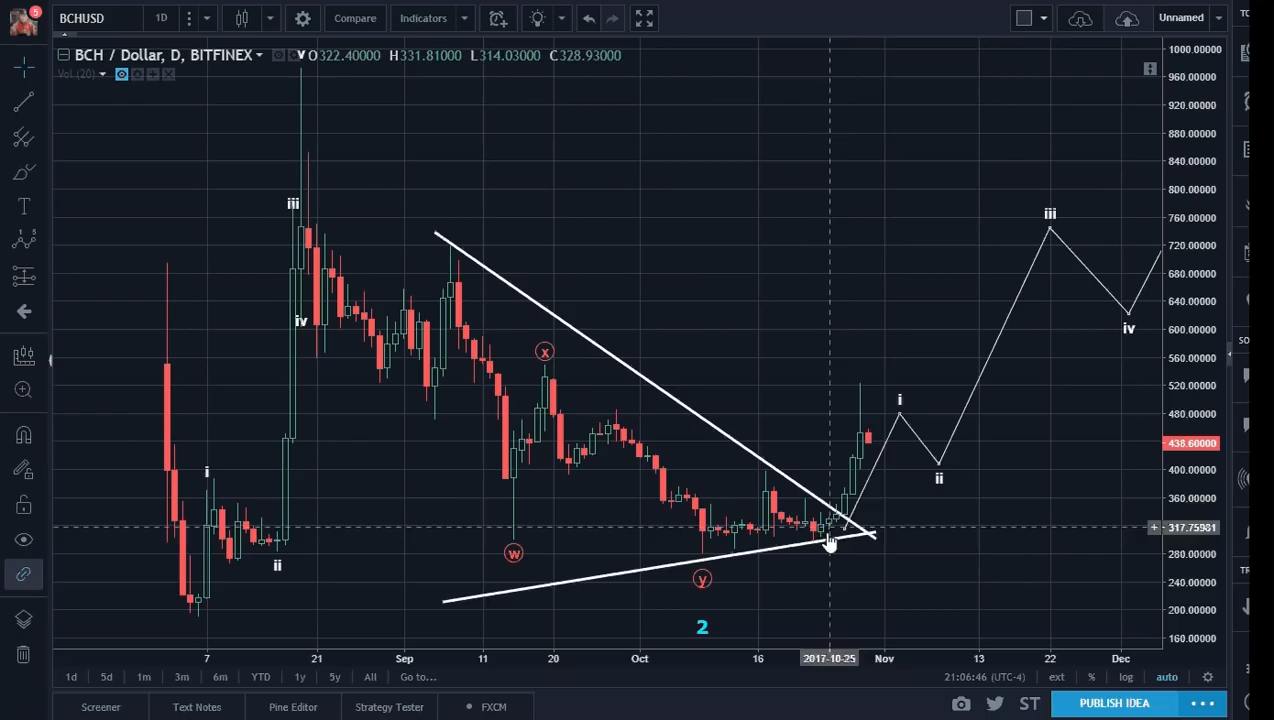 5
BCHUSD
1D
Compare
Indicators
Unnamed
BCH / Dollar, D, BITFINEX
O322.40000 H331.81000 L314.03000 C328.93000
Vol (20)
v
iii
iv
i
ii
w
x
y
2
i
ii
iii
iv
1000.00000
960.00000
920.00000
880.00000
840.00000
800.00000
760.00000
720.00000
680.00000
640.00000
600.00000
560.00000
520.00000
480.00000
438.60000
400.00000
360.00000
+ 317.75981
280.00000
240.00000
200.00000
160.00000
7 21 Sep 11 20 Oct 16 2017-10-25 Nov 13 22 Dec
1d 5d 1m 3m 6m YTD 1y 5y All Go to... 21:06:46 (UTC-4) ext % log auto
Screener Text Notes Pine Editor Strategy Tester FXCM ST PUBLISH IDEA